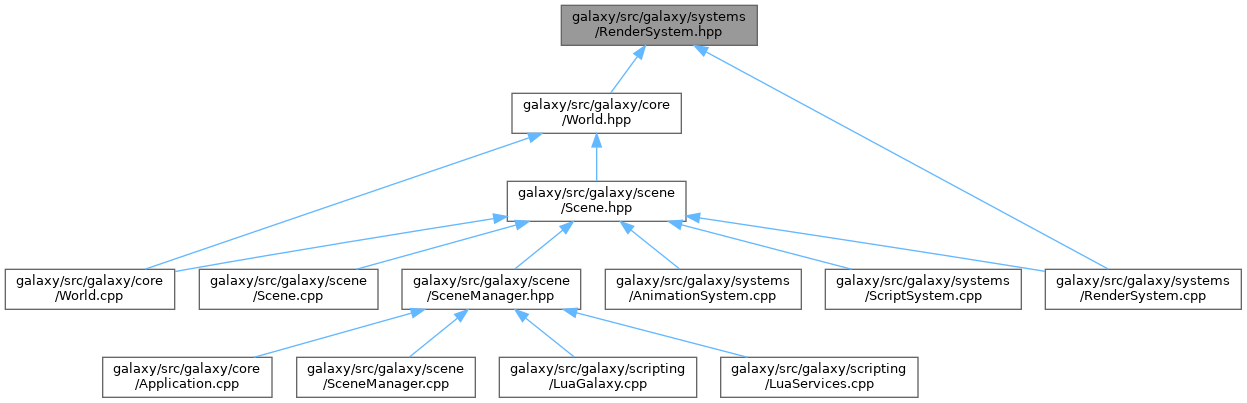 galaxy/src/galaxy/systems
/RenderSystem.hpp
galaxy/src/galaxy/core
/World.hpp
galaxy/src/galaxy/scene
/Scene.hpp
galaxy/src/galaxy/core
/World.cpp
galaxy/src/galaxy/scene
/Scene.cpp
galaxy/src/galaxy/scene
/SceneManager.hpp
galaxy/src/galaxy/systems
/AnimationSystem.cpp
galaxy/src/galaxy/systems
/ScriptSystem.cpp
galaxy/src/galaxy/systems
/RenderSystem.cpp
galaxy/src/galaxy/core
/Application.cpp
galaxy/src/galaxy/scene
/SceneManager.cpp
galaxy/src/galaxy/scripting
/LuaGalaxy.cpp
galaxy/src/galaxy/scripting
/LuaServices.cpp